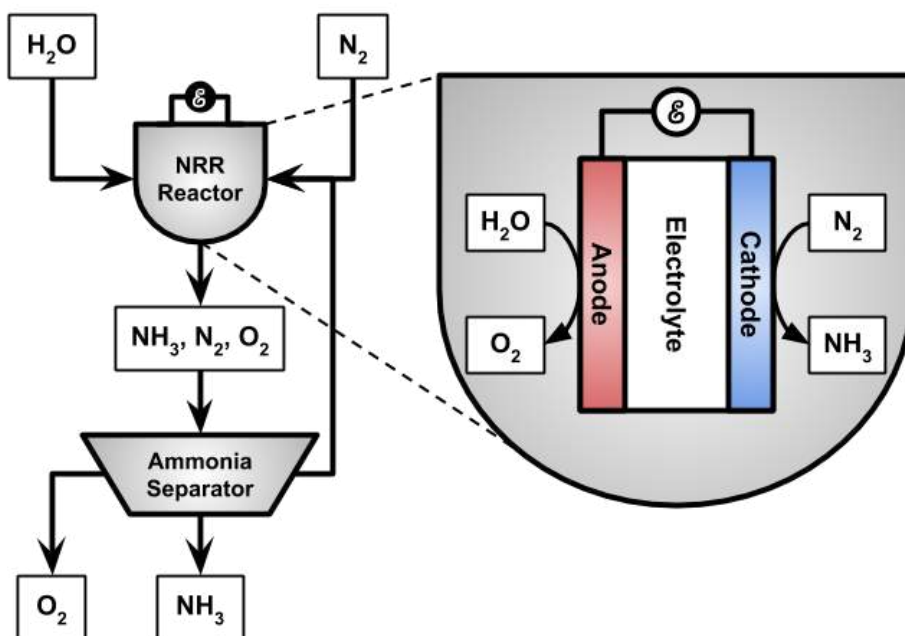 H₂O
N₂
ℰ
NRR
Reactor
NH₃, N₂, O₂
Ammonia
Separator
O₂
NH₃
ℰ
H₂O
N₂
Anode
Electrolyte
Cathode
O₂
NH₃